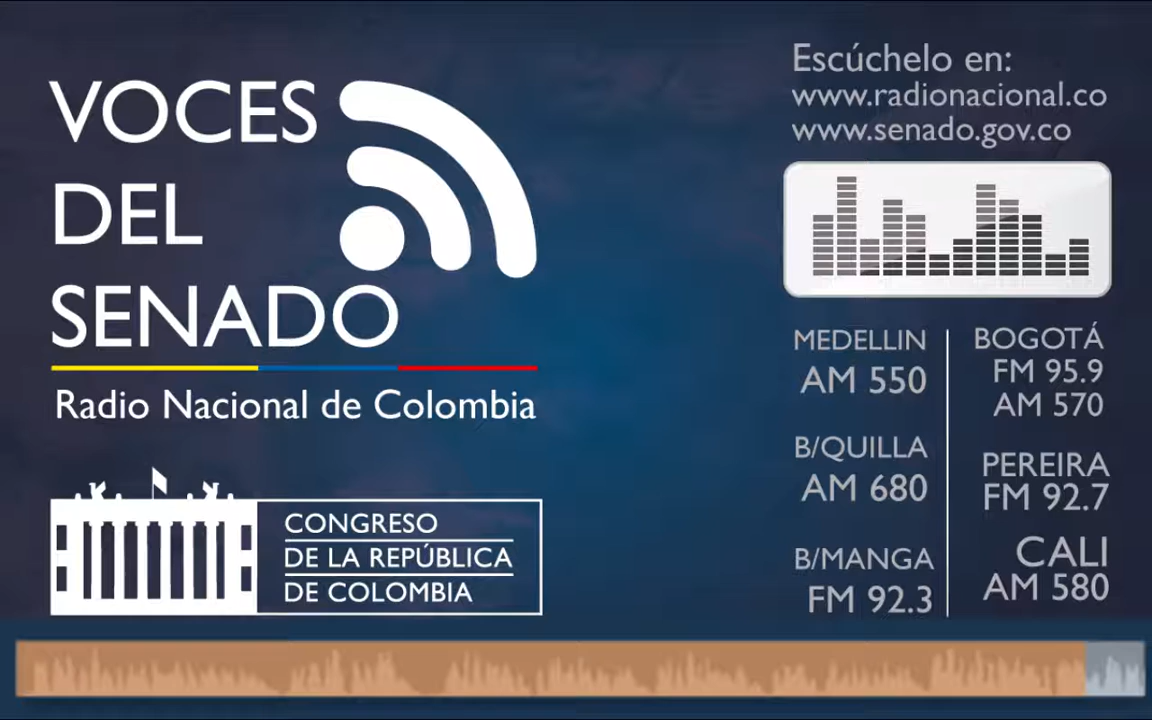 VOCES
DEL
SENADO
Radio Nacional de Colombia
CONGRESO
DE LA REPÚBLICA
DE COLOMBIA
Escúchelo en:
www.radionacional.co
www.senado.gov.co
MEDELLIN
AM 550
B/QUILLA
AM 680
B/MANGA
FM 92.3
BOGOTÁ
FM 95.9
AM 570
PEREIRA
FM 92.7
CALI
AM 580